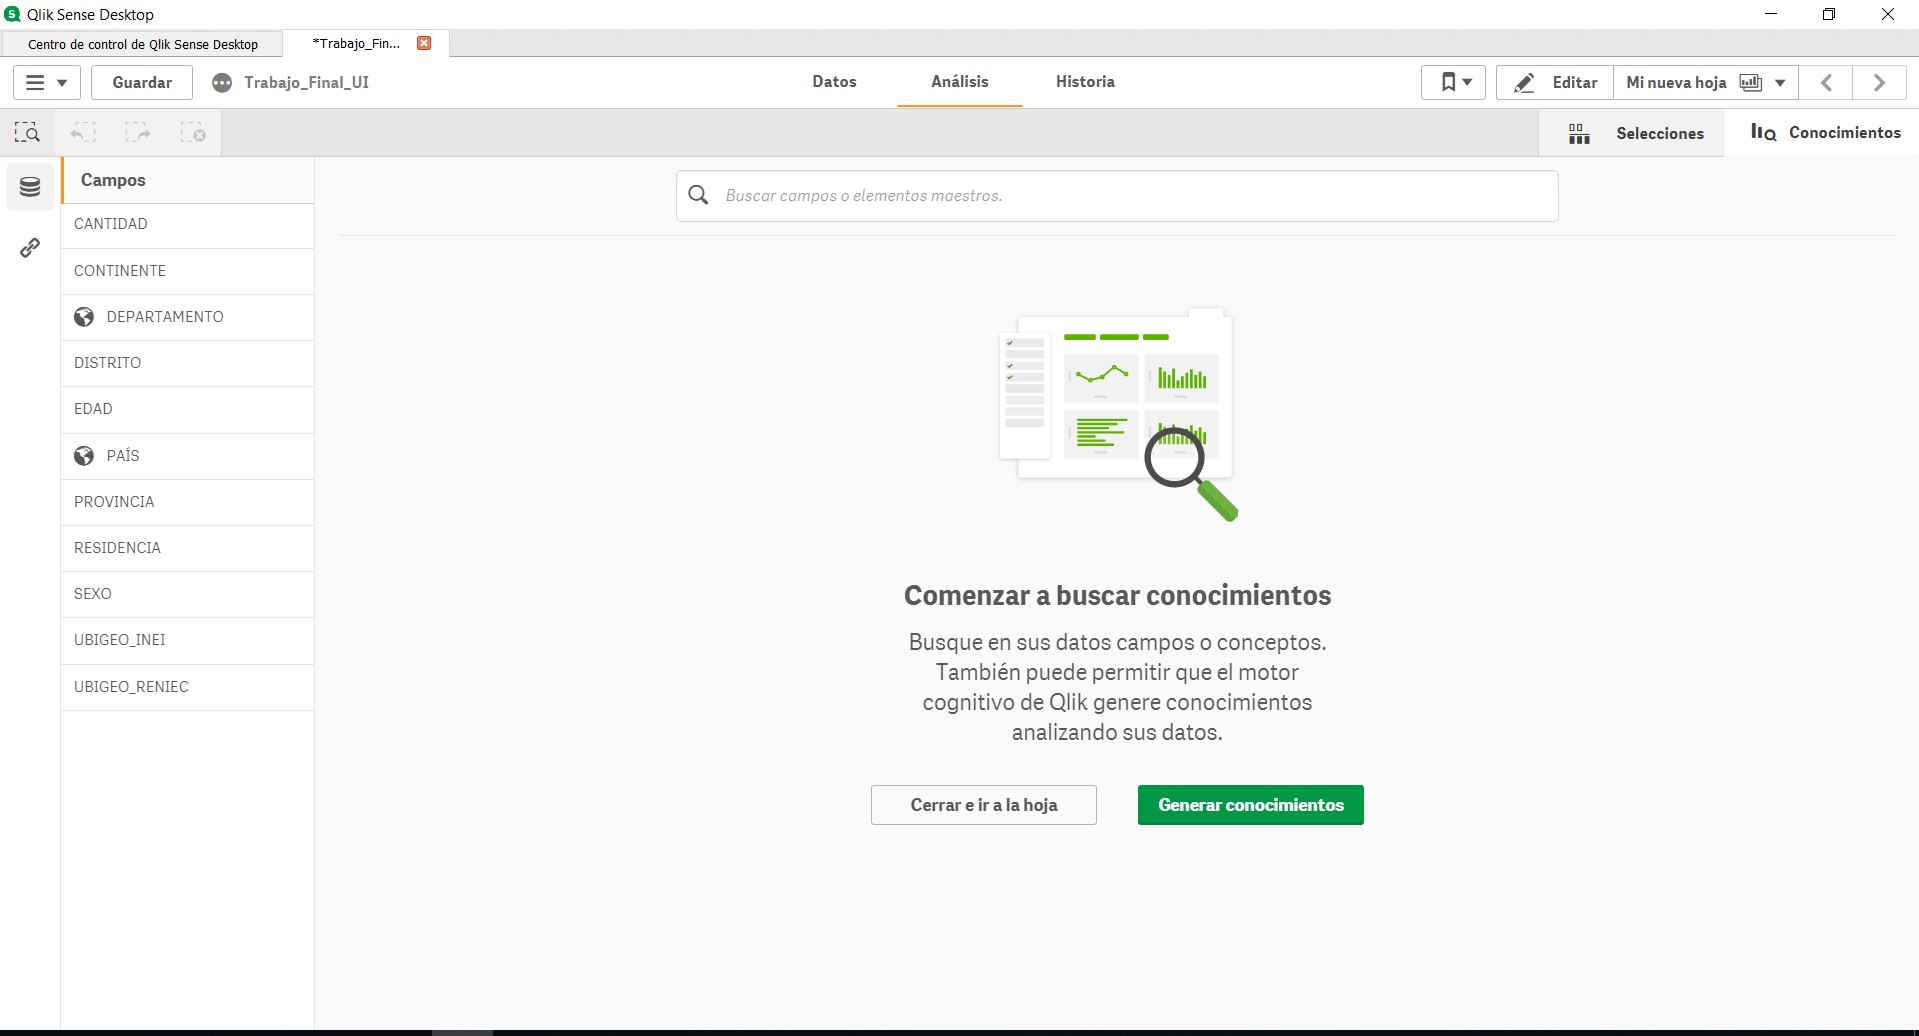 Qlik Sense Desktop
Centro de control de Qlik Sense Desktop
*Trabajo_Fin...
Guardar
Trabajo_Final_UI
Datos
Análisis
Historia
Editar
Mi nueva hoja
Selecciones
Conocimientos
Campos
CANTIDAD
CONTINENTE
DEPARTAMENTO
DISTRITO
EDAD
PAÍS
PROVINCIA
RESIDENCIA
SEXO
UBIGEO_INEI
UBIGEO_RENIEC
Buscar campos o elementos maestros.
Comenzar a buscar conocimientos
Busque en sus datos campos o conceptos.
También puede permitir que el motor
cognitivo de Qlik genere conocimientos
analizando sus datos.
Cerrar e ir a la hoja
Generar conocimientos